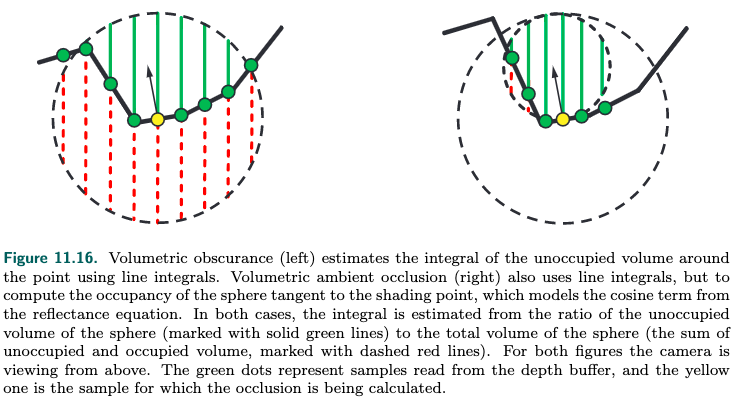 Figure 11.16. Volumetric obscurance (left) estimates the integral of the unoccupied volume around
the point using line integrals. Volumetric ambient occlusion (right) also uses line integrals, but to
compute the occupancy of the sphere tangent to the shading point, which models the cosine term from
the reflectance equation. In both cases, the integral is estimated from the ratio of the unoccupied
volume of the sphere (marked with solid green lines) to the total volume of the sphere (the sum of
unoccupied and occupied volume, marked with dashed red lines). For both figures the camera is
viewing from above. The green dots represent samples read from the depth buffer, and the yellow
one is the sample for which the occlusion is being calculated.